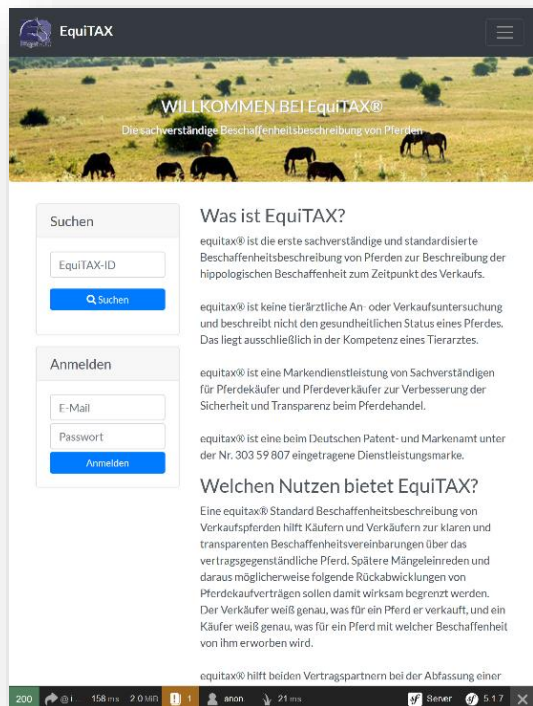 EquiTAX
WILLKOMMEN BEI EquiTAX®
Die sachverständige Beschaffenheitsbeschreibung von Pferden
Suchen
EquiTAX-ID
Suchen
Anmelden
E-Mail
Passwort
Anmelden
Was ist EquiTAX?
equitax® ist die erste sachverständige und standardisierte
Beschaffenheitsbeschreibung von Pferden zur Beschreibung der
hippologischen Beschaffenheit zum Zeitpunkt des Verkaufs.
equitax® ist keine tierärztliche An- oder Verkaufsuntersuchung
und beschreibt nicht den gesundheitlichen Status eines Pferdes.
Das liegt ausschließlich in der Kompetenz eines Tierarztes.
equitax® ist eine Markendienstleistung von Sachverständigen
für Pferdekäufer und Pferdeverkäufer zur Verbesserung der
Sicherheit und Transparenz beim Pferdehandel.
equitax® ist eine beim Deutschen Patent- und Markenamt unter
der Nr. 303 59 807 eingetragene Dienstleistungsmarke.
Welchen Nutzen bietet EquiTAX?
Eine equitax® Standard Beschaffenheitsbeschreibung von
Verkaufspferden hilft Käufern und Verkäufern zur klaren und
transparenten Beschaffenheitsvereinbarungen über das
vertragsgegenständliche Pferd. Spätere Mängeleinreden und
daraus möglicherweise folgende Rückabwicklungen von
Pferdekaufverträgen sollen damit wirksam begrenzt werden.
Der Verkäufer weiß genau, was für ein Pferd er verkauft, und ein
Käufer weiß genau, was für ein Pferd mit welcher Beschaffenheit
von ihm erworben wird.
equitax® hilft beiden Vertragspartnern bei der Abfassung einer
200 @ i... 158 ms 2.0 MiB 1 anon 21 ms sf Server 5.1.7